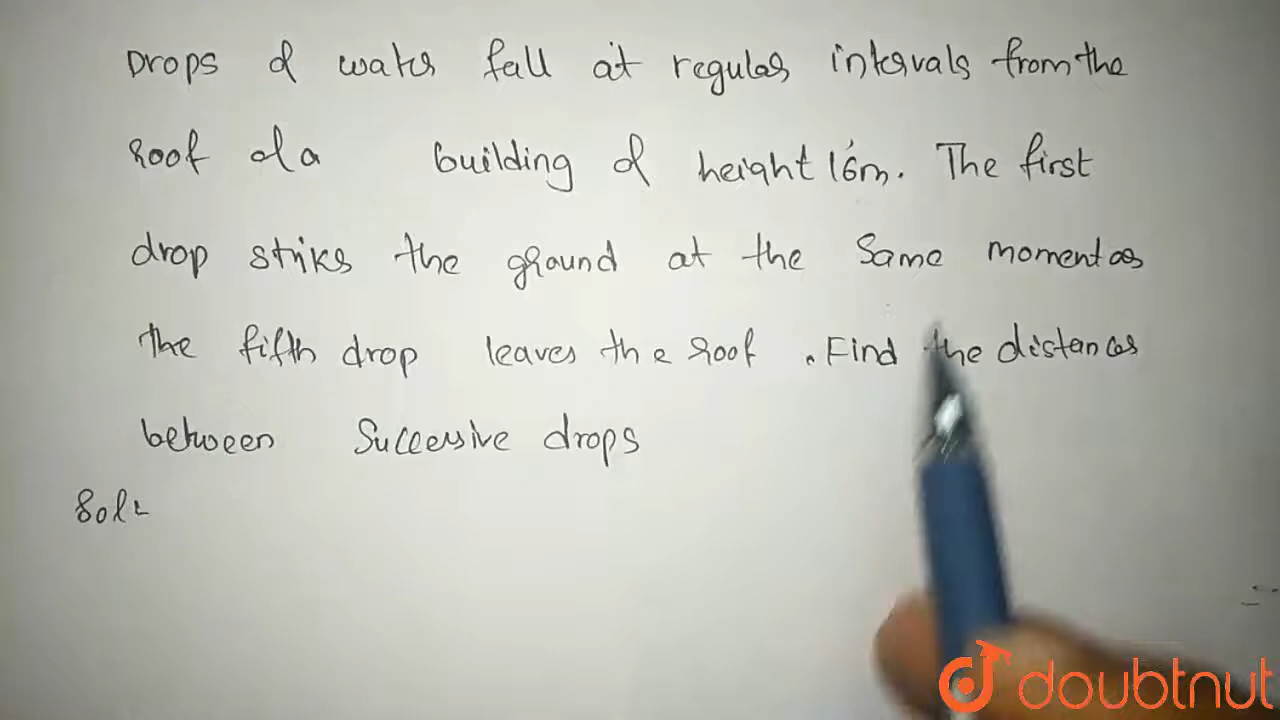 Drops of water fall at regular intervals from the
roof of a building of height 16m. The first
drop strikes the ground at the same moment as
the fifth drop leaves the roof . Find the distances
between successive drops
Sol:
doubtnut